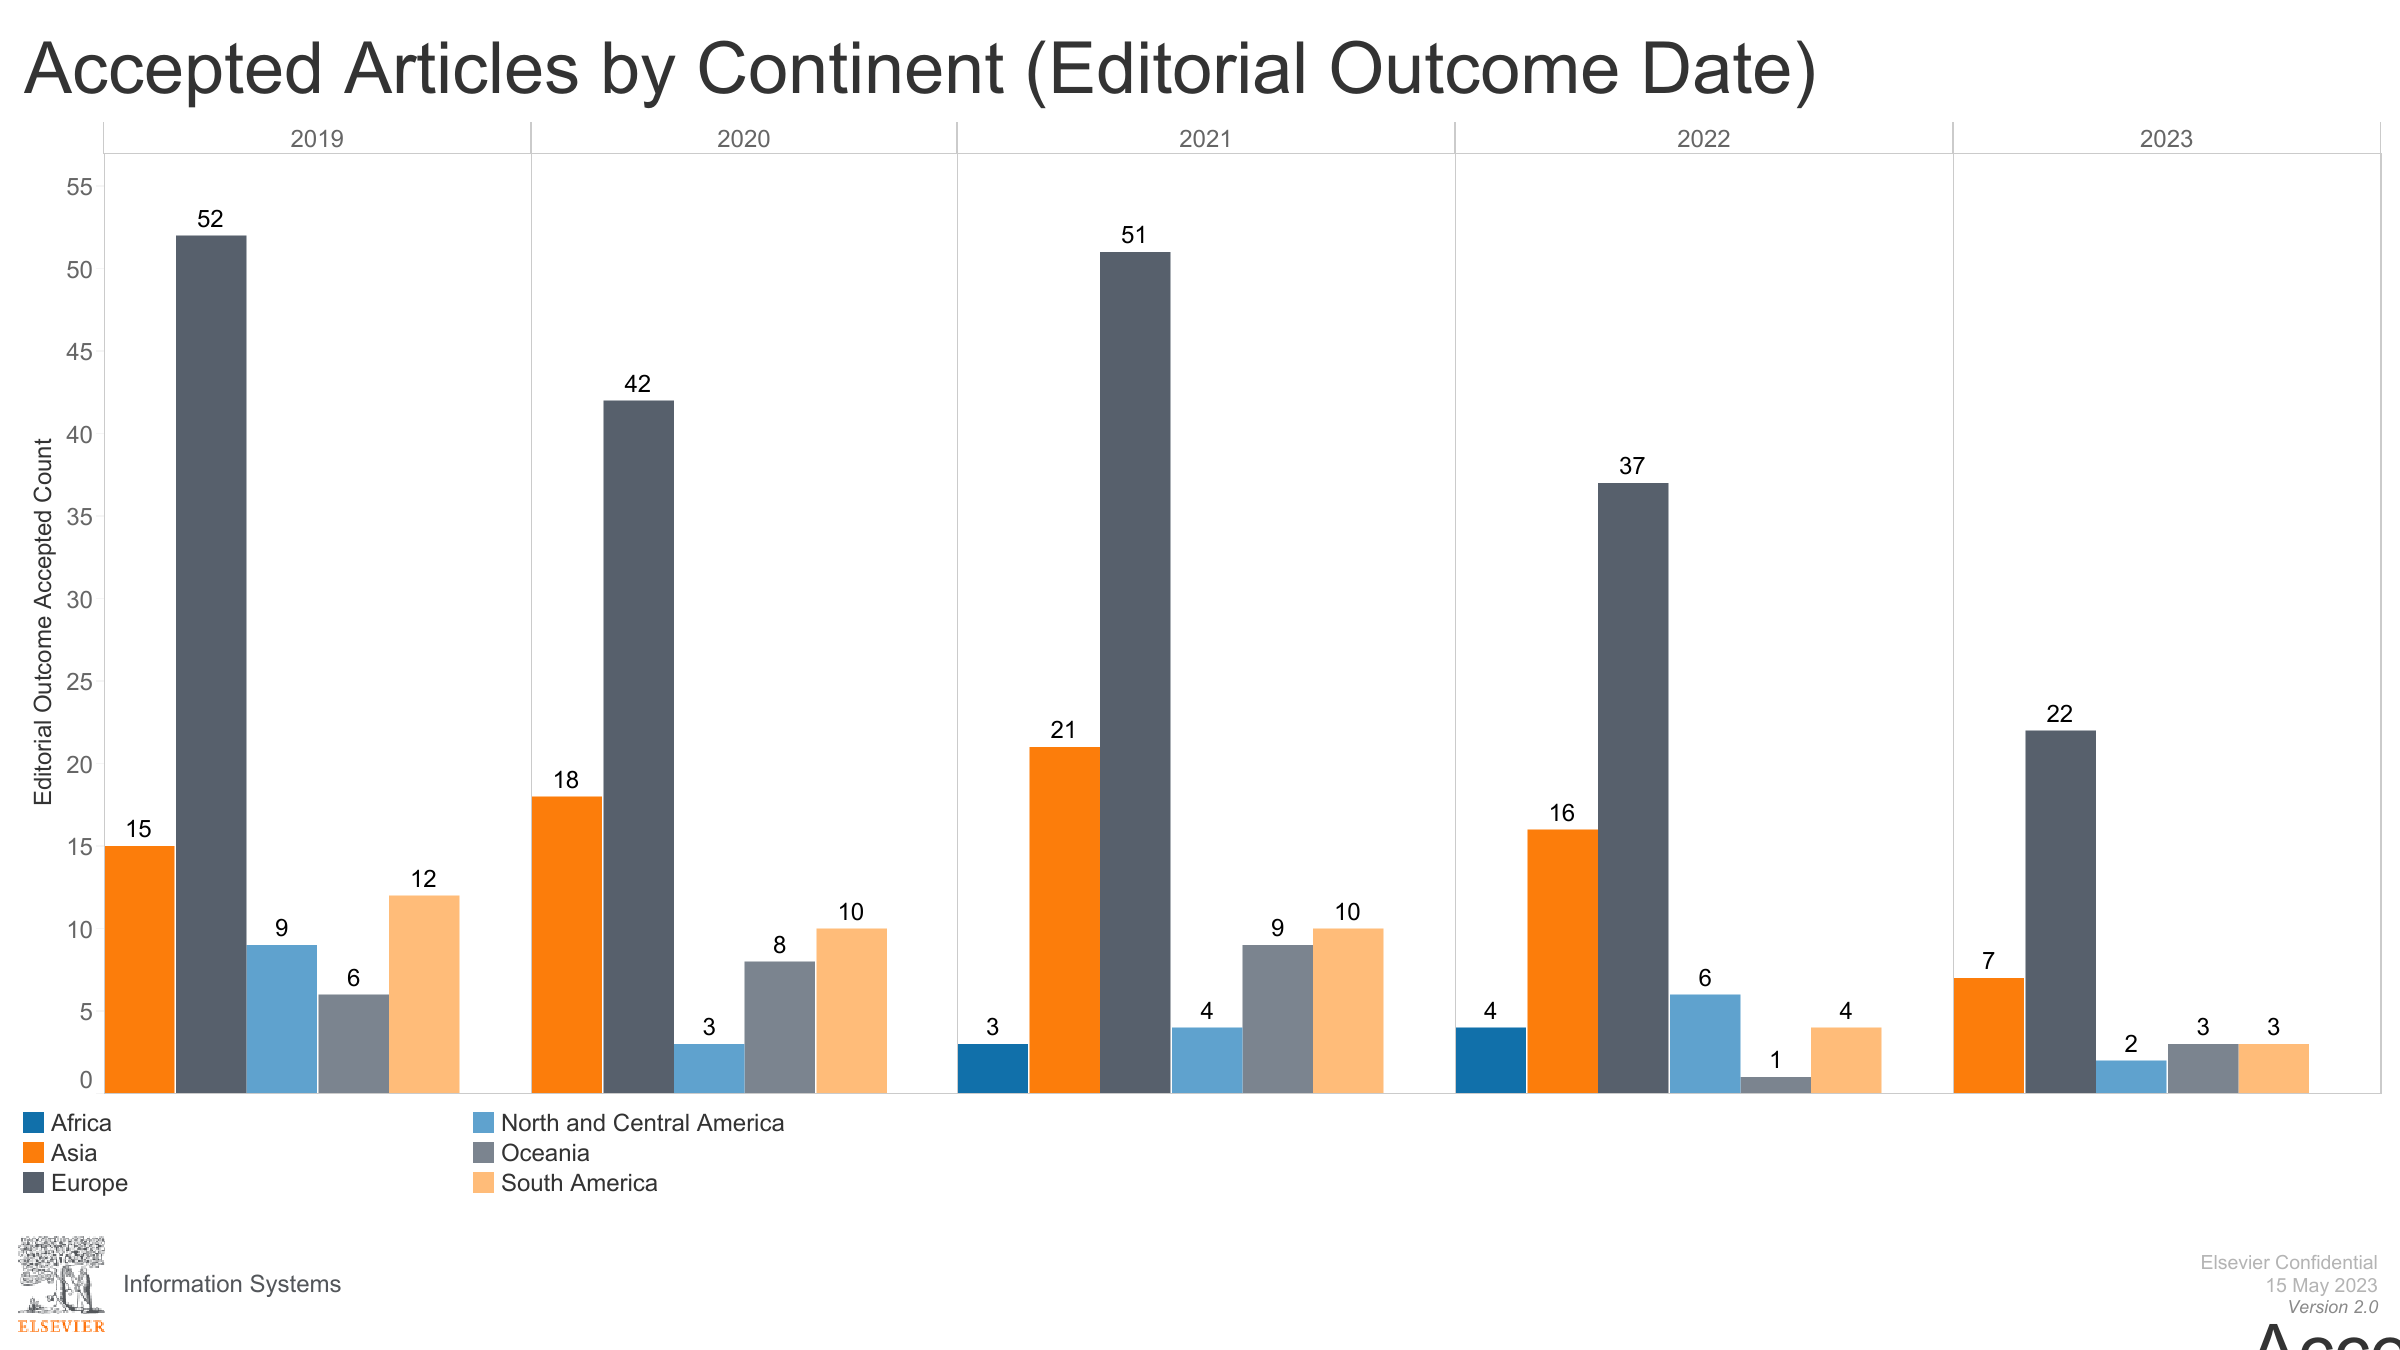 Accepted Articles by Continent (Editorial Outcome Date)
2019 2020 2021 2022 2023
Editorial Outcome Accepted Count
55
50
45
40
35
30
25
20
15
10
5
0
15 52 9 6 12
18 42 3 8 10
3 21 51 4 9 10
4 16 37 6 1 4
7 22 2 3 3
Africa
Asia
Europe
North and Central America
Oceania
South America
ELSEVIER
Information Systems
Elsevier Confidential
15 May 2023
Version 2.0